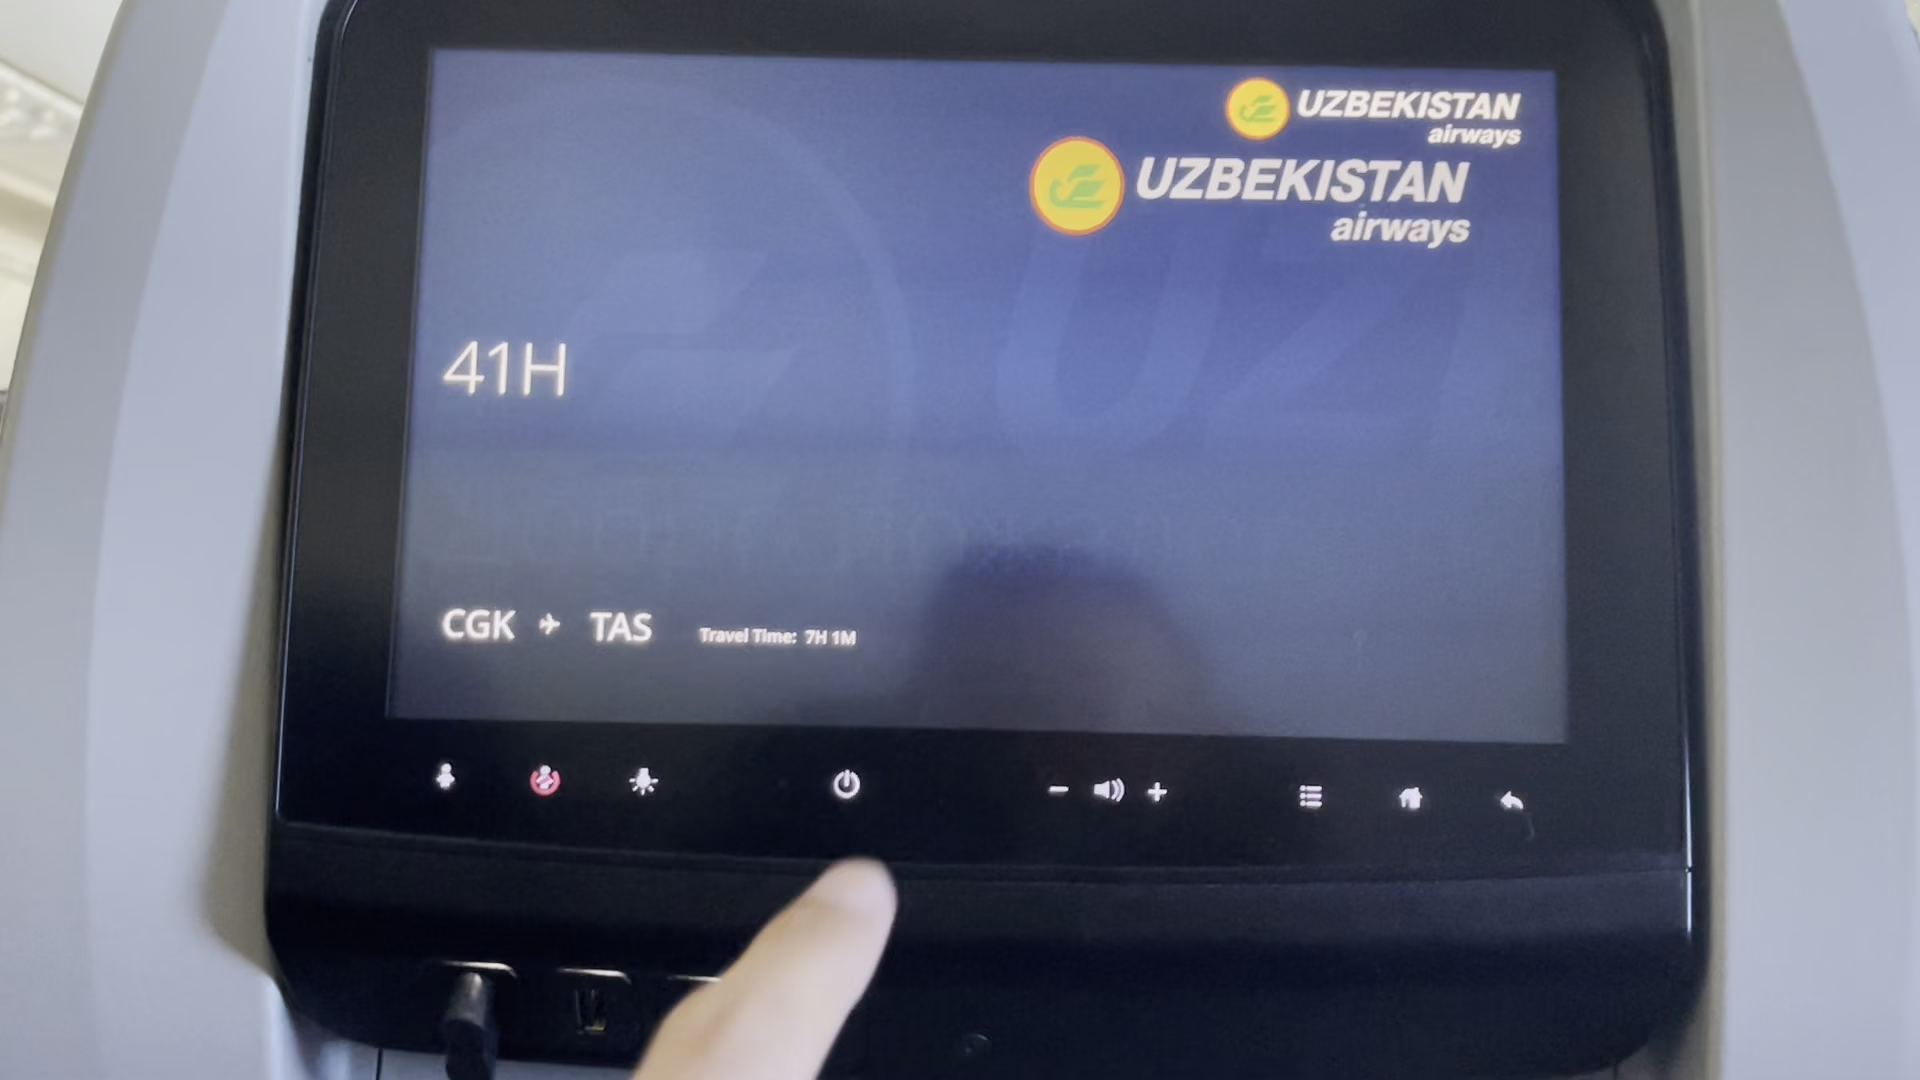 UZBEKISTAN
airways
UZBEKISTAN
airways
41H
CGK TAS Travel Time: 7H 1M